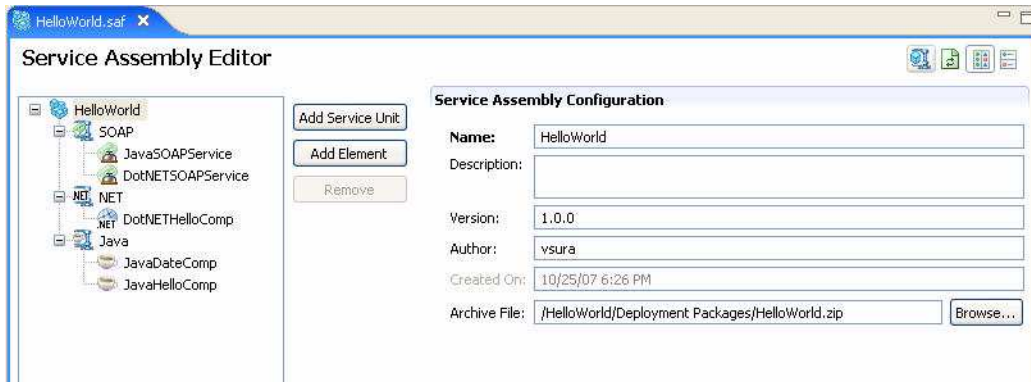 HelloWorld.saf
Service Assembly Editor
HelloWorld
SOAP
JavaSOAPService
DotNETSOAPService
.NET NET
.NET DotNETHelloComp
Java
JavaDateComp
JavaHelloComp
Add Service Unit
Add Element
Remove
Service Assembly Configuration
Name: HelloWorld
Description:
Version: 1.0.0
Author: vsura
Created On: 10/25/07 6:26 PM
Archive File: /HelloWorld/Deployment Packages/HelloWorld.zip Browse...